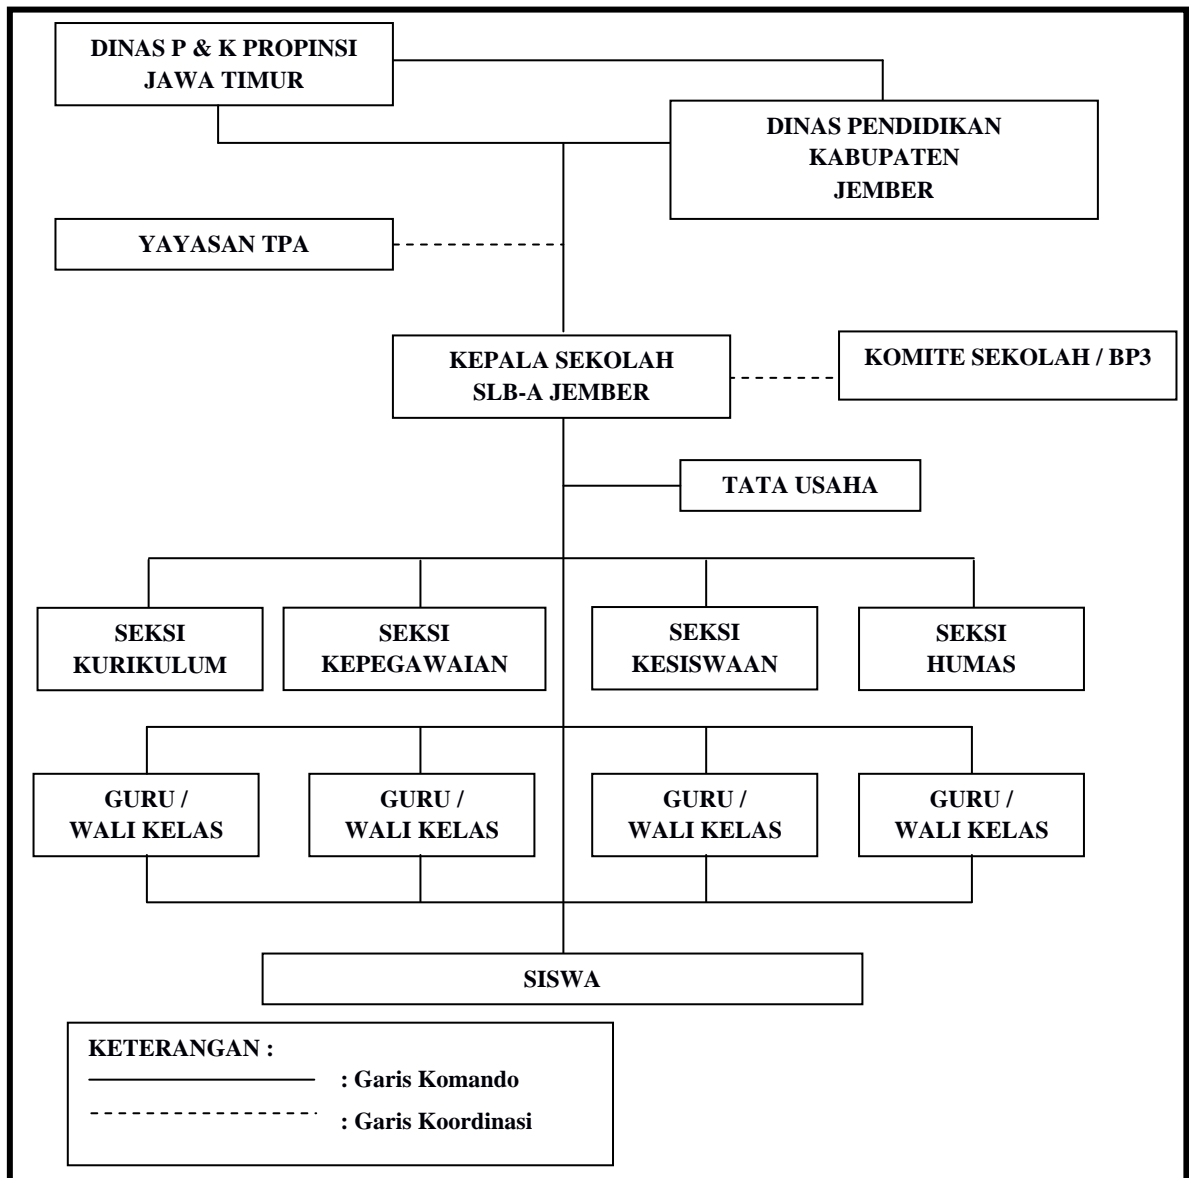 DINAS P & K PROPINSI
JAWA TIMUR
DINAS PENDIDIKAN
KABUPATEN
JEMBER
YAYASAN TPA
KEPALA SEKOLAH
SLB-A JEMBER
KOMITE SEKOLAH / BP3
TATA USAHA
SEKSI
KURIKULUM
SEKSI
KEPEGAWAIAN
SEKSI
KESISWAAN
SEKSI
HUMAS
GURU /
WALI KELAS
GURU /
WALI KELAS
GURU /
WALI KELAS
GURU /
WALI KELAS
SISWA
KETERANGAN :
: Garis Komando
: Garis Koordinasi